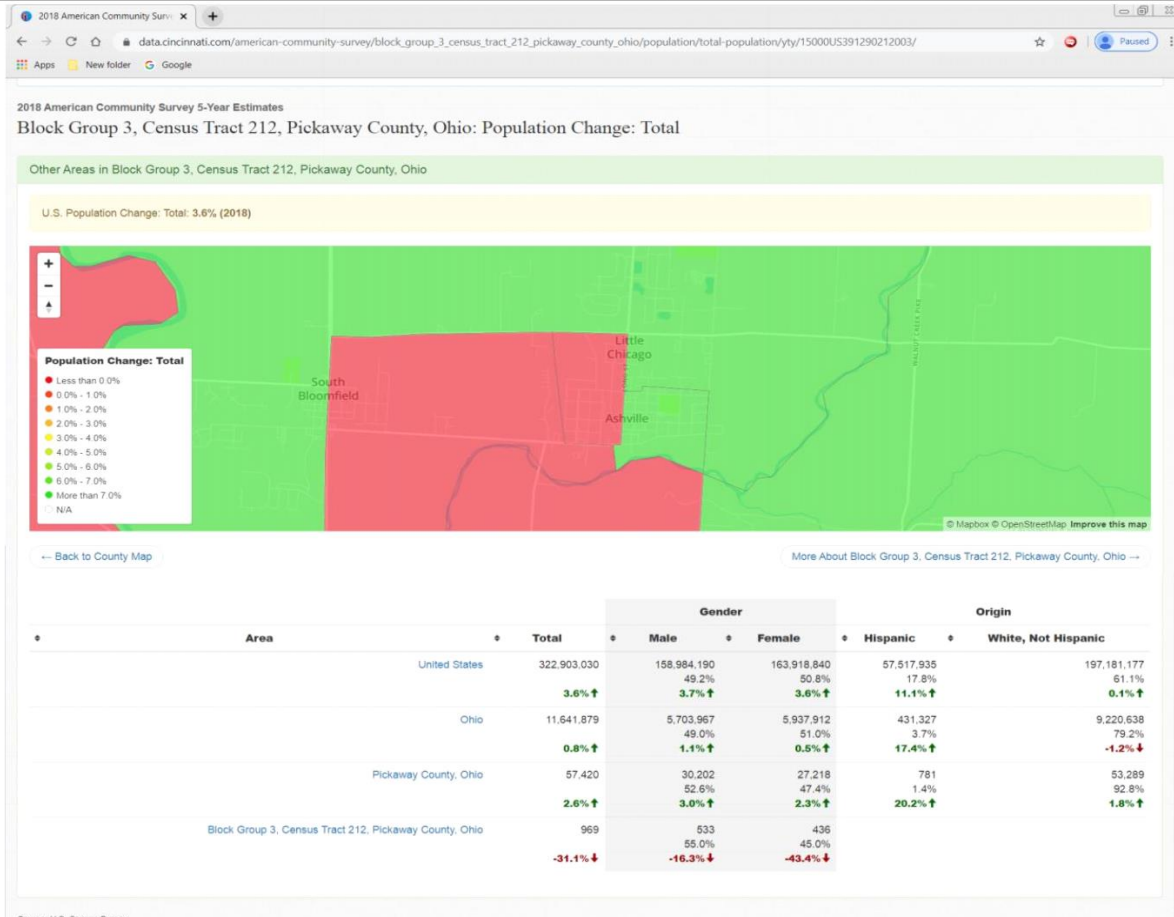 2018 American Community Surv
data.cincinnati.com/american-community-survey/block_group_3_census_tract_212_pickaway_county_ohio/population/total-population/yty/15000US391290212003/
Paused
Apps New folder Google
2018 American Community Survey 5-Year Estimates
Block Group 3, Census Tract 212, Pickaway County, Ohio: Population Change: Total
Other Areas in Block Group 3, Census Tract 212, Pickaway County, Ohio
U.S. Population Change: Total: 3.6% (2018)
+
−
Little
Chicago
South
Bloomfield
Ashville
WALNUT CREEK PIKE
Population Change: Total
Less than 0.0%
0.0% - 1.0%
1.0% - 2.0%
2.0% - 3.0%
3.0% - 4.0%
4.0% - 5.0%
5.0% - 6.0%
6.0% - 7.0%
More than 7.0%
N/A
© Mapbox © OpenStreetMap Improve this map
← Back to County Map
More About Block Group 3, Census Tract 212, Pickaway County, Ohio →
Gender Origin
Area Total Male Female Hispanic White, Not Hispanic
United States 322,903,030 158,984,190 163,918,840 57,517,935 197,181,177
49.2% 50.8% 17.8% 61.1%
3.6%↑ 3.7%↑ 3.6%↑ 11.1%↑ 0.1%↑
Ohio 11,641,879 5,703,967 5,937,912 431,327 9,220,638
49.0% 51.0% 3.7% 79.2%
0.8%↑ 1.1%↑ 0.5%↑ 17.4%↑ -1.2%↓
Pickaway County, Ohio 57,420 30,202 27,218 781 53,289
52.6% 47.4% 1.4% 92.8%
2.6%↑ 3.0%↑ 2.3%↑ 20.2%↑ 1.8%↑
Block Group 3, Census Tract 212, Pickaway County, Ohio 969 533 436
55.0% 45.0%
-31.1%↓ -16.3%↓ -43.4%↓